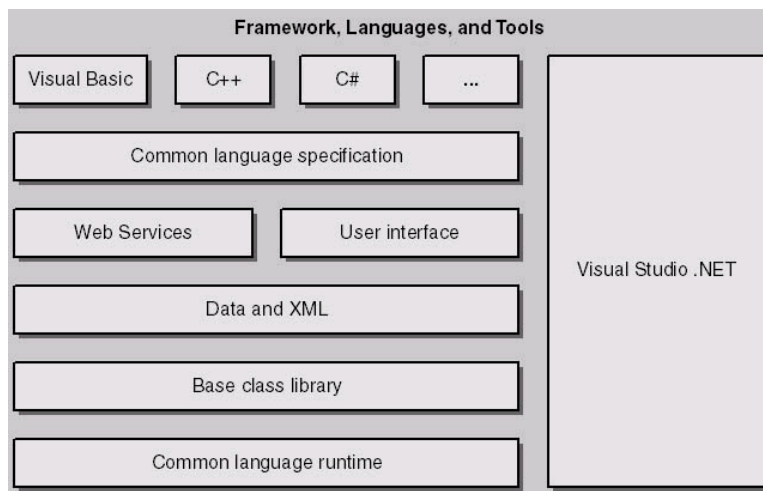 Framework, Languages, and Tools
Visual Basic
C++
C#
...
Common language specification
Web Services
User interface
Visual Studio .NET
Data and XML
Base class library
Common language runtime